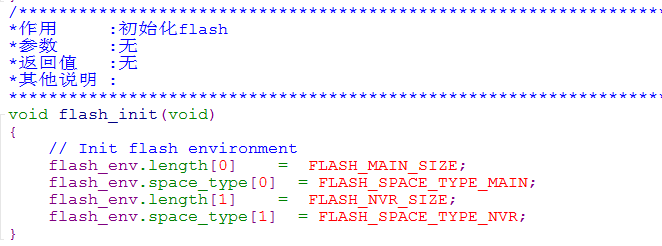 /******************************************************************
*作用     :初始化flash
*参数     :无
*返回值   :无
*其他说明 :
*******************************************************************
void flash_init(void)
{
    // Init flash environment
    flash_env.length[0]    =  FLASH_MAIN_SIZE;
    flash_env.space_type[0]  = FLASH_SPACE_TYPE_MAIN;
    flash_env.length[1]    =  FLASH_NVR_SIZE;
    flash_env.space_type[1]  = FLASH_SPACE_TYPE_NVR;
}